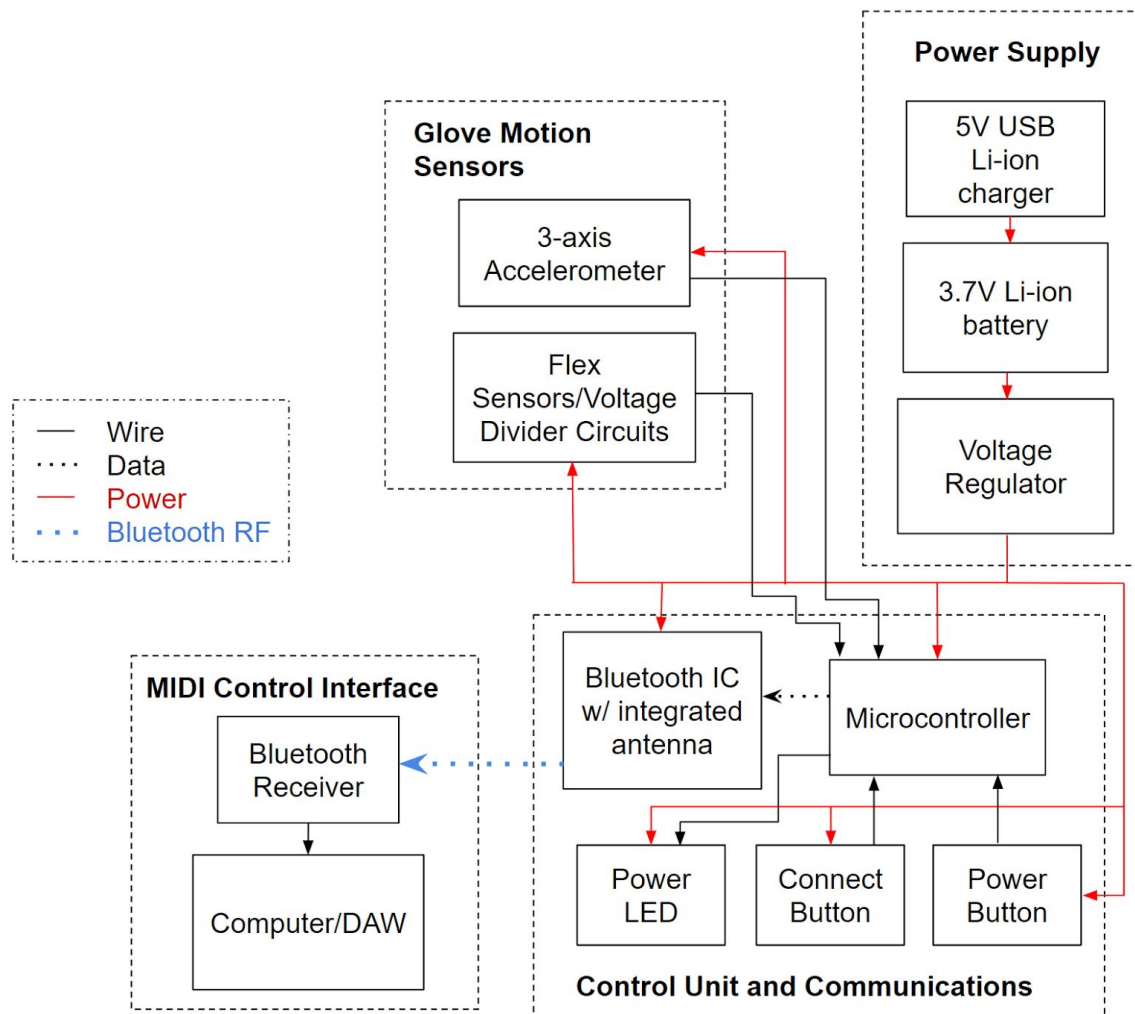 Power Supply
5V USB
Li-ion
charger
3.7V Li-ion
battery
Voltage
Regulator
Glove Motion
Sensors
3-axis
Accelerometer
Flex
Sensors/Voltage
Divider Circuits
Wire
Data
Power
Bluetooth RF
MIDI Control Interface
Bluetooth
Receiver
Computer/DAW
Bluetooth IC
w/ integrated
antenna
Microcontroller
Power
LED
Connect
Button
Power
Button
Control Unit and Communications